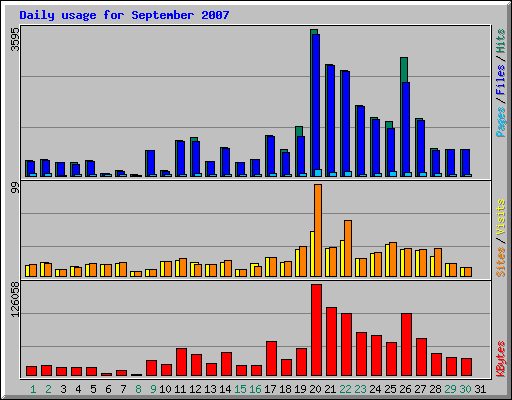 Daily usage for September 2007
3595
Pages / Files / Hits
99
Sites / Visits
126058
KBytes
1 2 3 4 5 6 7 8 9 10 11 12 13 14 15 16 17 18 19 20 21 22 23 24 25 26 27 28 29 30 31